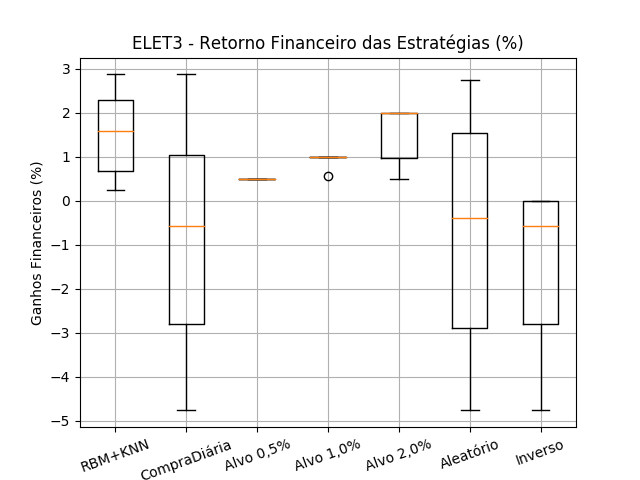 ELET3 - Retorno Financeiro das Estratégias (%)
Ganhos Financeiros (%)
3
2
1
0
−1
−2
−3
−4
−5
RBM+KNN
CompraDiária
Alvo 0,5%
Alvo 1,0%
Alvo 2,0%
Aleatório
Inverso